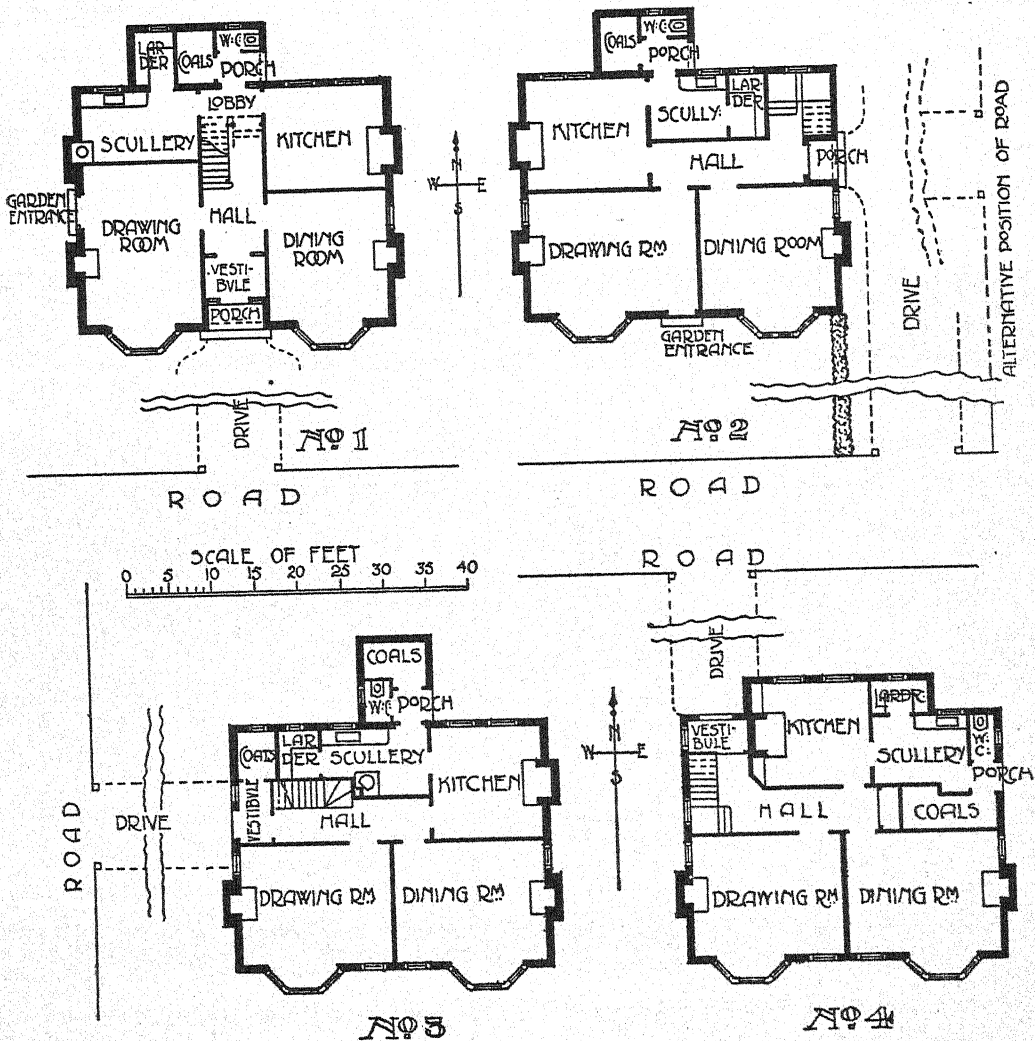 LAR
DER
COALS
W.C.
PORCH
LOBBY
SCULLERY
KITCHEN
GARDEN
ENTRANCE
DRAWING
ROOM
HALL
DINING
ROOM
VESTI-
BVLE
PORCH
DRIVE
No 1
ROAD
N
W E
S
COALS
W.C.
PORCH
KITCHEN
SCULLY.
LAR
DER
HALL
PORCH
DRAWING RM
DINING ROOM
GARDEN
ENTRANCE
DRIVE
ALTERNATIVE POSITION OF ROAD
No 2
ROAD
SCALE OF FEET
0 5 10 15 20 25 30 35 40
COALS
W.C.
PORCH
COATS
LAR
DER
SCULLERY
KITCHEN
VESTIBVLE
HALL
DRIVE
ROAD
DRAWING RM
DINING RM
No 3
N
W E
S
ROAD
DRIVE
VESTI-
BULE
KITCHEN
LARDR.
SCULLERY
W.C.
PORCH
HALL
COALS
DRAWING RM
DINING RM
No 4